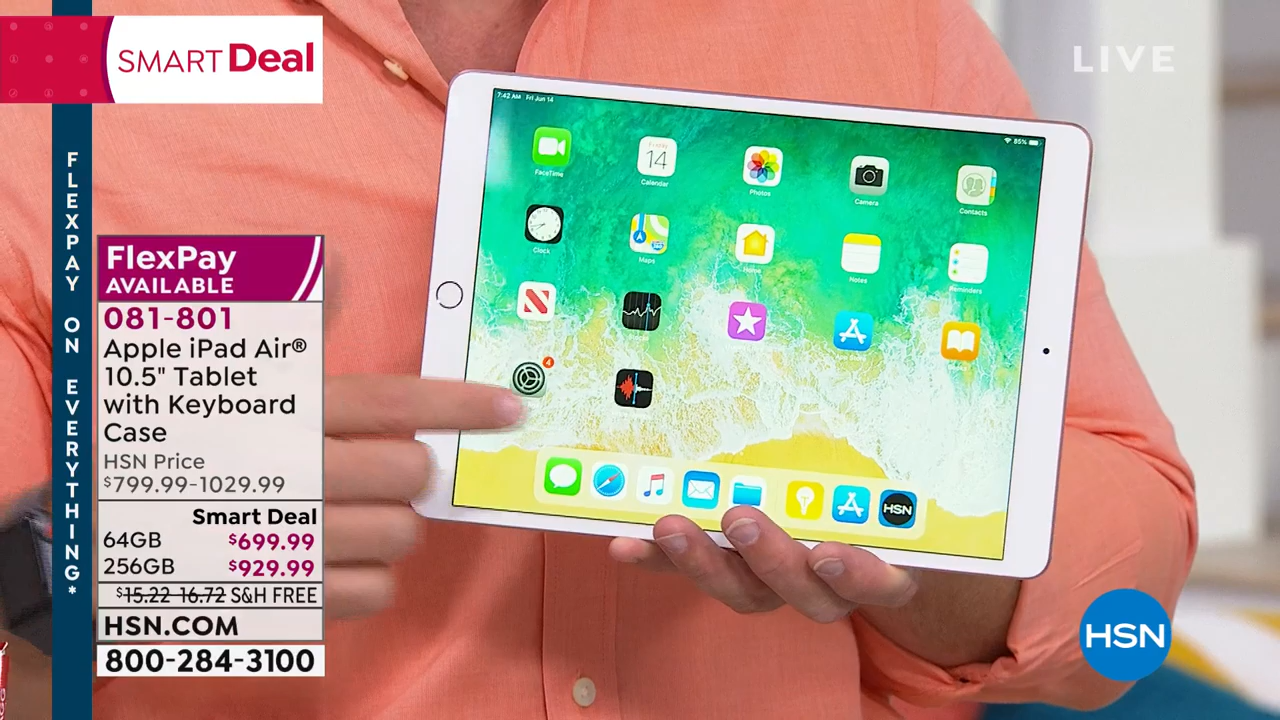 SMART Deal
LIVE
FLEXPAY ON EVERYTHING*
FlexPay
AVAILABLE
081-801
Apple iPad Air®
10.5" Tablet
with Keyboard
Case
HSN Price
$799.99-1029.99
Smart Deal
64GB $699.99
256GB $929.99
$15.22-16.72 S&H FREE
HSN.COM
800-284-3100
7:42 AM Fri Jun 14
85%
FaceTime
Friday
14
Calendar
Photos
Camera
Contacts
Clock
Maps
Home
Notes
Reminders
4
HSN
HSN